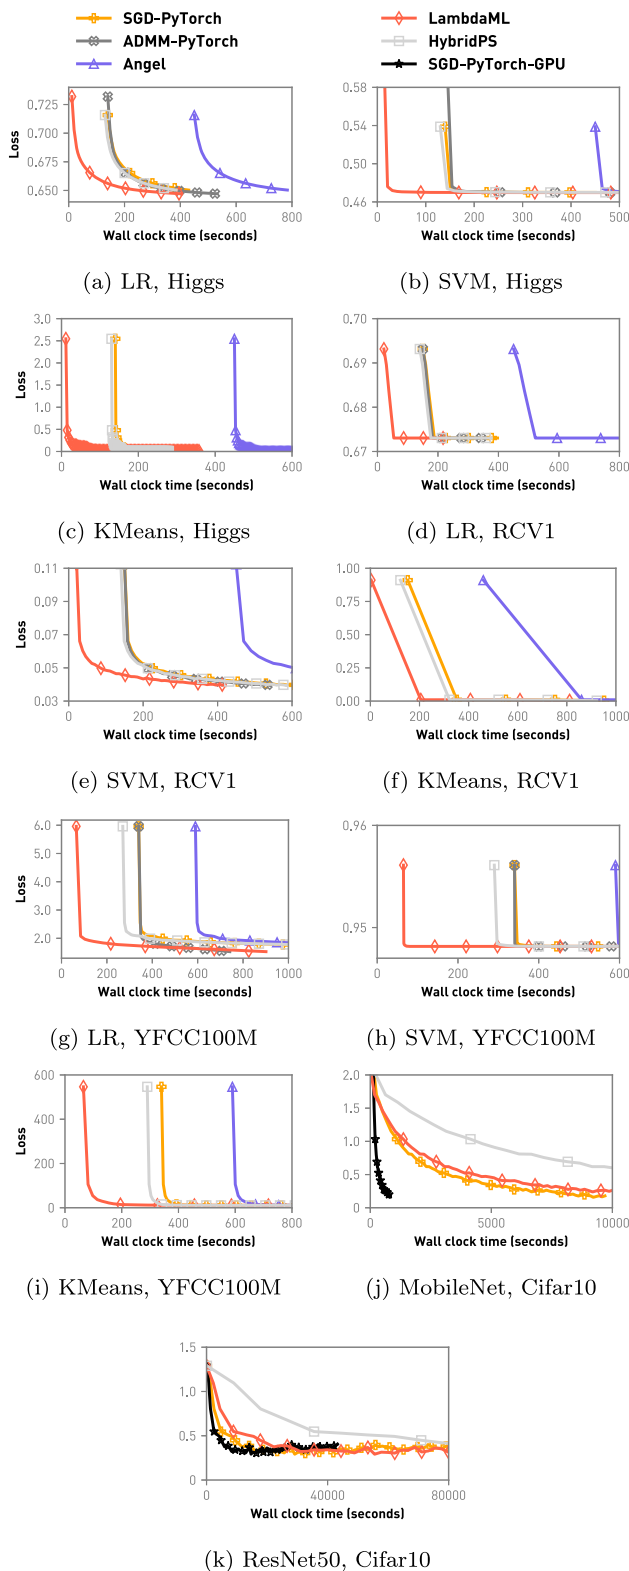 SGD-PyTorch
ADMM-PyTorch
Angel
LambdaML
HybridPS
SGD-PyTorch-GPU
Loss
0.725
0.700
0.675
0.650
0 200 400 600 800
Wall clock time (seconds)
(a) LR, Higgs
0.58
0.54
0.50
0.46
0 100 200 300 400 500
Wall clock time (seconds)
(b) SVM, Higgs
Loss
3.0
2.5
0.5
0.0
0 200 400 600
Wall clock time (seconds)
(c) KMeans, Higgs
0.70
0.69
0.68
0.67
0 200 400 600 800
Wall clock time (seconds)
(d) LR, RCV1
Loss
0.11
0.09
0.07
0.05
0.03
0 200 400 600
Wall clock time (seconds)
(e) SVM, RCV1
1.00
0.75
0.50
0.25
0.00
0 200 400 600 800 1000
Wall clock time (seconds)
(f) KMeans, RCV1
Loss
6.0
5.0
4.0
3.0
2.0
0 200 400 600 800 1000
Wall clock time (seconds)
(g) LR, YFCC100M
0.96
0.95
0 200 400 600
Wall clock time (seconds)
(h) SVM, YFCC100M
Loss
600
400
200
0
0 200 400 600 800
Wall clock time (seconds)
(i) KMeans, YFCC100M
2.0
1.5
1.0
0.5
0
0 5000 10000
Wall clock time (seconds)
(j) MobileNet, Cifar10
1.5
1.0
0.5
0
0 40000 80000
Wall clock time (seconds)
(k) ResNet50, Cifar10